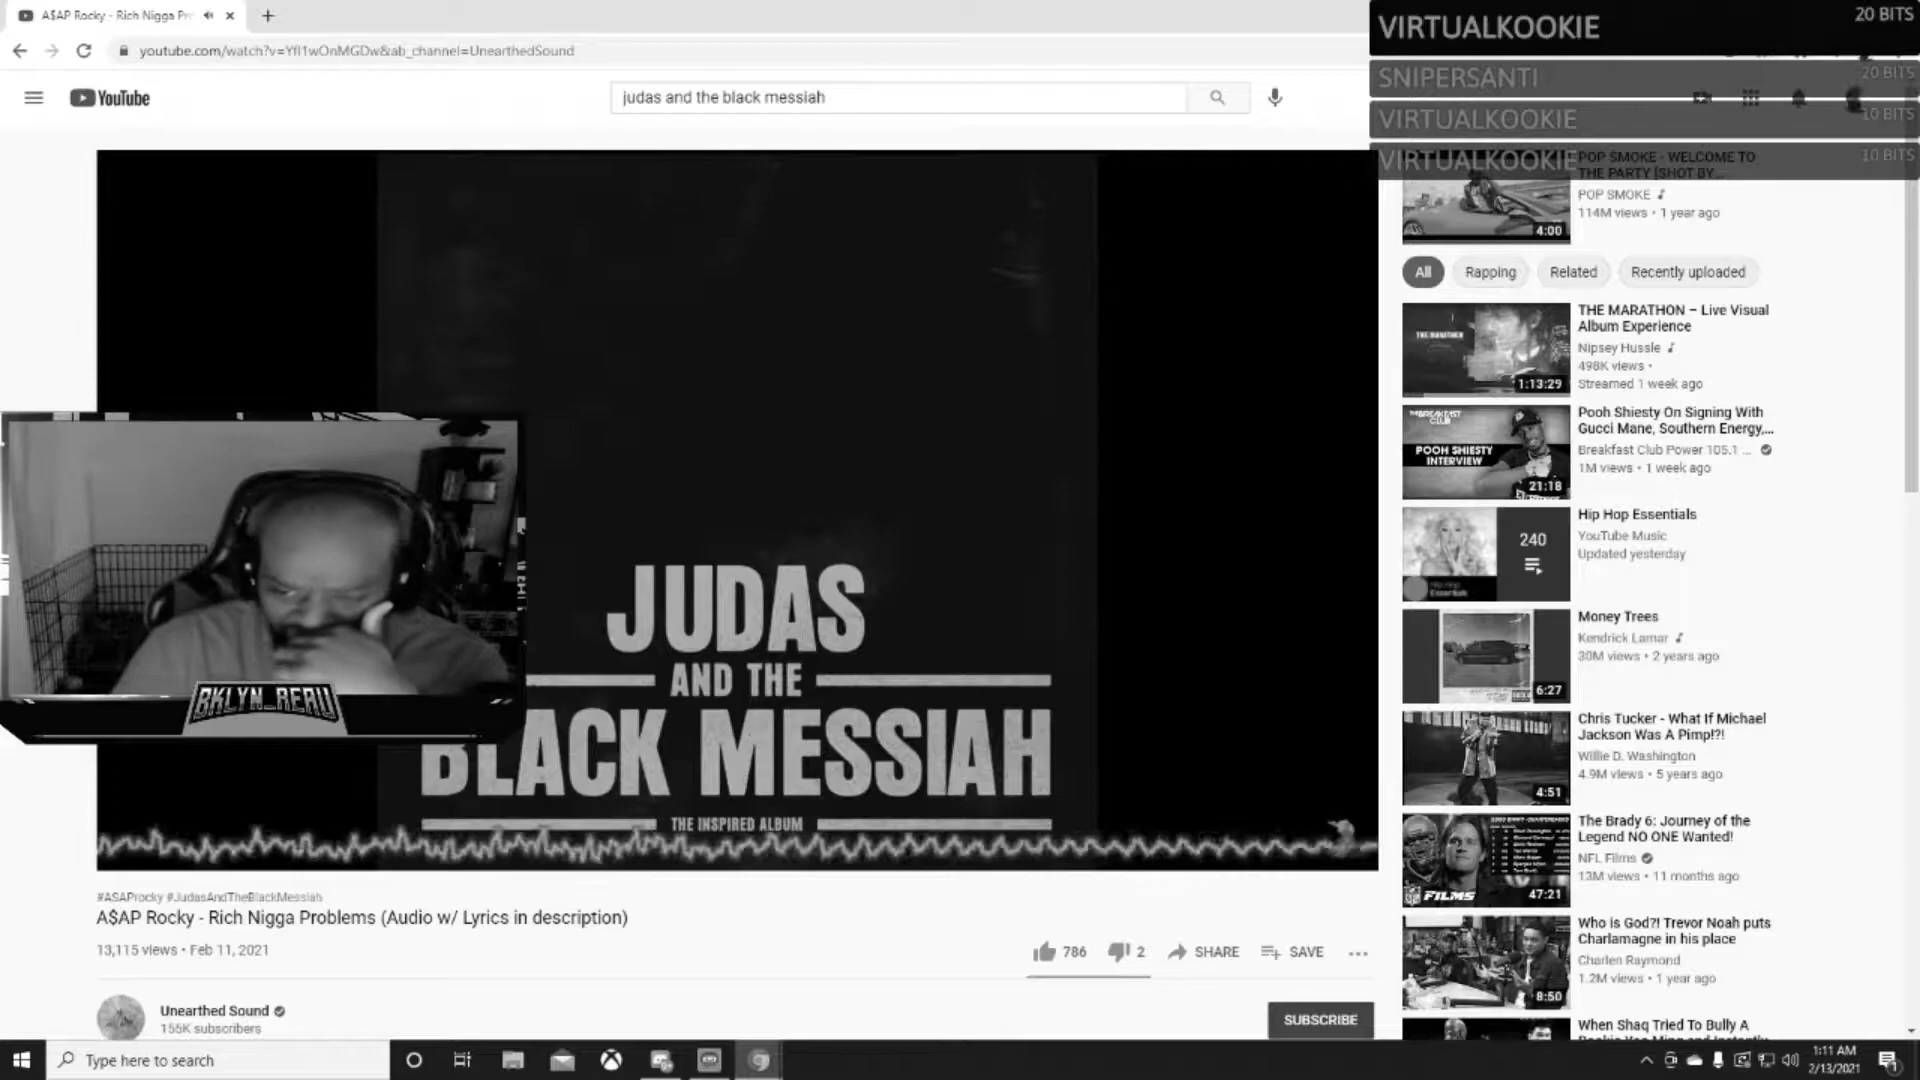 A$AP Rocky - Rich Nigga Pr
youtube.com/watch?v=Yfl1wOnMGDw&ab_channel=UnearthedSound
YouTube
judas and the black messiah
VIRTUALKOOKIE 20 BITS
SNIPERSANTI 20 BITS
VIRTUALKOOKIE 10 BITS
VIRTUALKOOKIE 10 BITS
POP SMOKE - WELCOME TO
THE PARTY [SHOT BY...
POP SMOKE
114M views • 1 year ago
4:00
All Rapping Related Recently uploaded
THE MARATHON – Live Visual
Album Experience
Nipsey Hussle
498K views •
Streamed 1 week ago
THE MARATHON
1:13:29
Pooh Shiesty On Signing With
Gucci Mane, Southern Energy,...
Breakfast Club Power 105.1 ...
1M views • 1 week ago
POOH SHIESTY
INTERVIEW
21:18
Hip Hop Essentials
YouTube Music
Updated yesterday
240
Money Trees
Kendrick Lamar
30M views • 2 years ago
6:27
Chris Tucker - What If Michael
Jackson Was A Pimp!?!
Willie D. Washington
4.9M views • 5 years ago
4:51
The Brady 6: Journey of the
Legend NO ONE Wanted!
NFL Films
13M views • 11 months ago
FILMS
47:21
Who is God?! Trevor Noah puts
Charlamagne in his place
Charlen Raymond
1.2M views • 1 year ago
8:50
When Shaq Tried To Bully A
BKLYN_REAU
JUDAS
AND THE
BLACK MESSIAH
THE INSPIRED ALBUM
#ASAProcky #JudasAndTheBlackMessiah
A$AP Rocky - Rich Nigga Problems (Audio w/ Lyrics in description)
13,115 views • Feb 11, 2021
786 2 SHARE SAVE
Unearthed Sound
155K subscribers
SUBSCRIBE
Type here to search
1:11 AM
2/13/2021